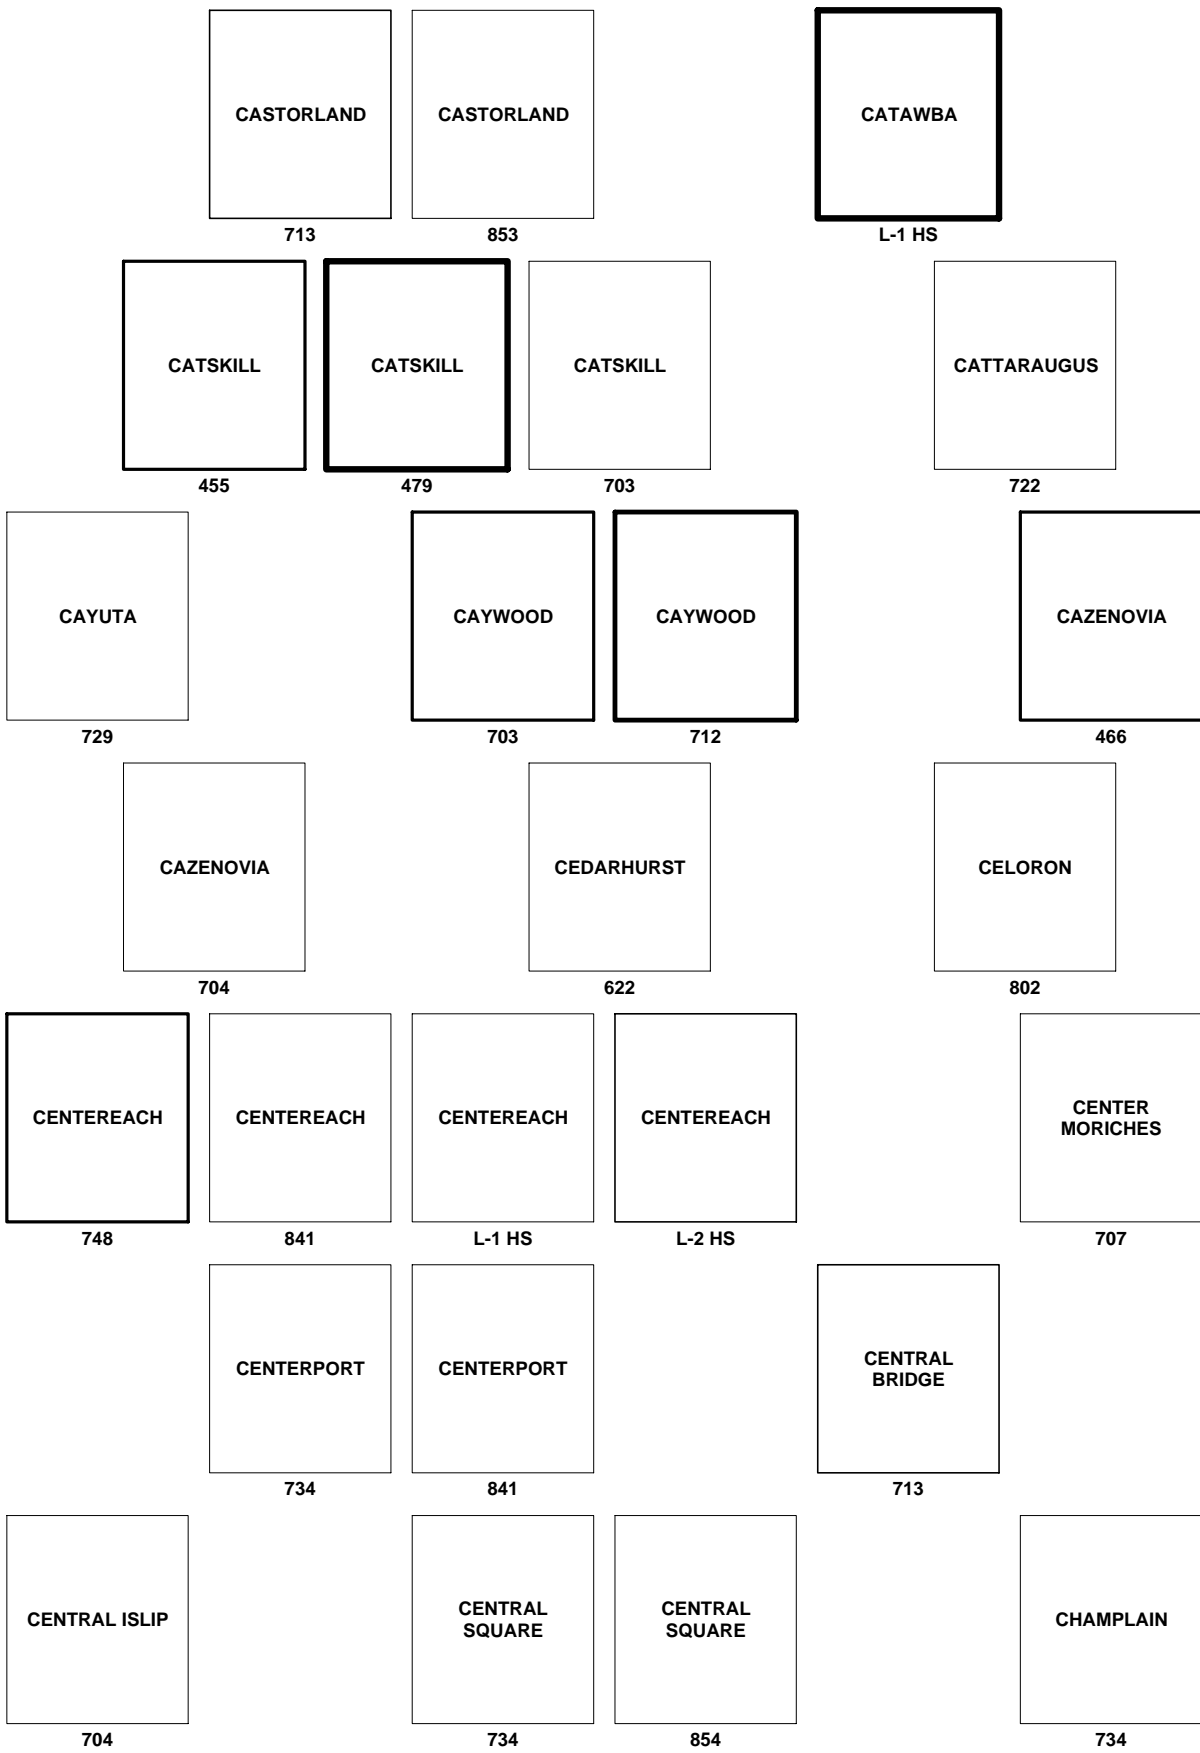 CASTORLAND CASTORLAND CATAWBA
713 853 L-1 HS
CATSKILL CATSKILL CATSKILL CATTARAUGUS
455 479 703 722
CAYUTA CAYWOOD CAYWOOD CAZENOVIA
729 703 712 466
CAZENOVIA CEDARHURST CELORON
704 622 802
CENTEREACH CENTEREACH CENTEREACH CENTEREACH CENTER
MORICHES
748 841 L-1 HS L-2 HS 707
CENTERPORT CENTERPORT CENTRAL
BRIDGE
734 841 713
CENTRAL ISLIP CENTRAL CENTRAL CHAMPLAIN
SQUARE SQUARE
704 734 854 734